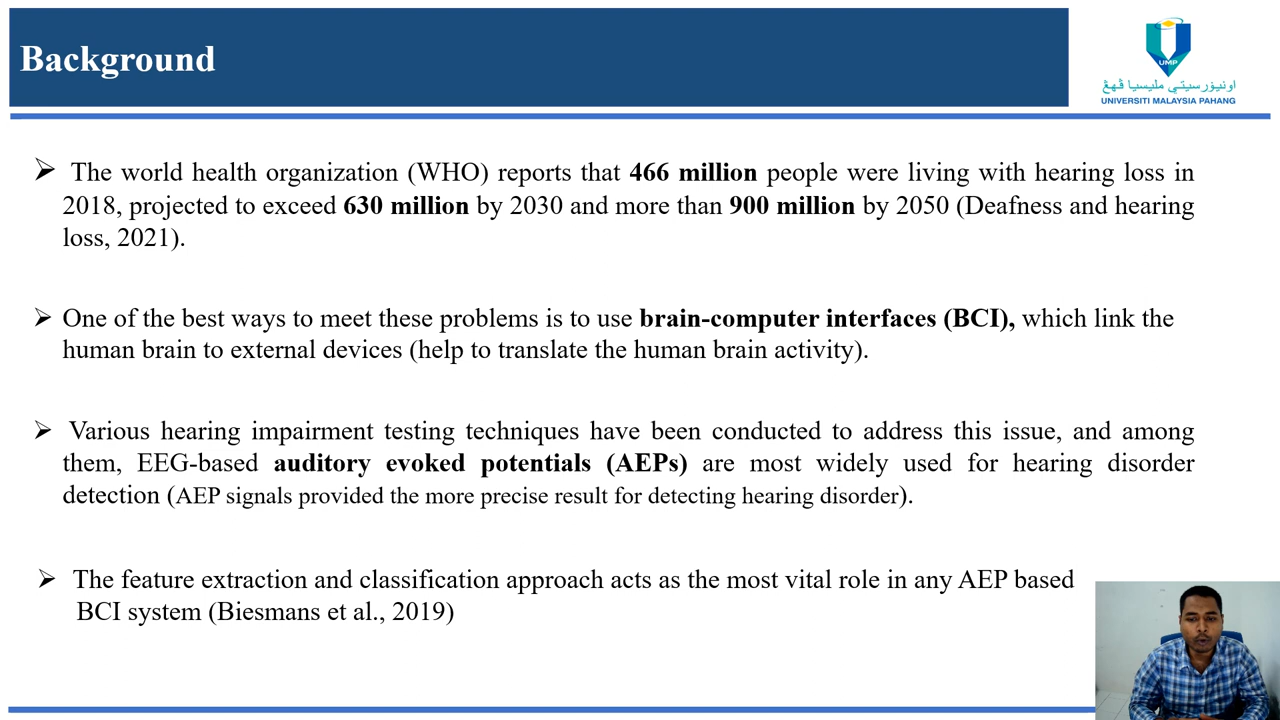 Background
UMP
اونيۏرسيتي مليسيا ڤهڠ
UNIVERSITI MALAYSIA PAHANG
➢ The world health organization (WHO) reports that 466 million people were living with hearing loss in
2018, projected to exceed 630 million by 2030 and more than 900 million by 2050 (Deafness and hearing
loss, 2021).
➢ One of the best ways to meet these problems is to use brain-computer interfaces (BCI), which link the
human brain to external devices (help to translate the human brain activity).
➢ Various hearing impairment testing techniques have been conducted to address this issue, and among
them, EEG-based auditory evoked potentials (AEPs) are most widely used for hearing disorder
detection (AEP signals provided the more precise result for detecting hearing disorder).
➢ The feature extraction and classification approach acts as the most vital role in any AEP based
BCI system (Biesmans et al., 2019)